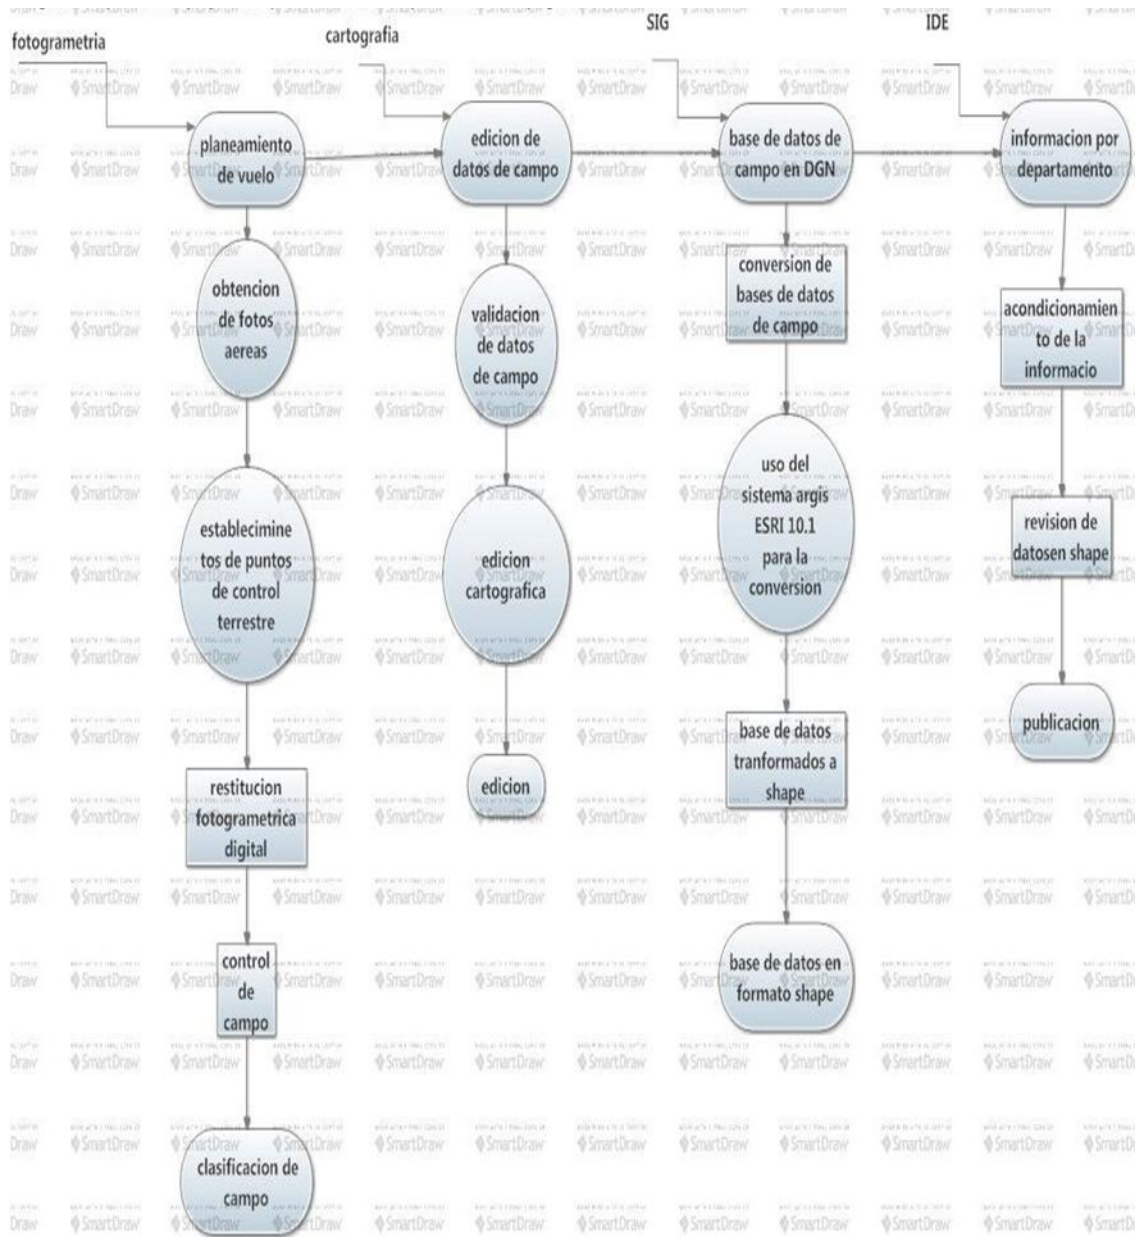 fotogrametria
planeamiento
de vuelo
obtencion
de fotos
aereas
establecimine
tos de puntos
de control
terrestre
restitucion
fotogrametrica
digital
control
de
campo
clasificacion de
campo
cartografia
edicion de
datos de campo
validacion
de datos
de campo
edicion
cartografica
edicion
SIG
base de datos de
campo en DGN
conversion de
bases de datos
de campo
uso del
sistema argis
ESRI 10.1
para la
conversion
base de datos
tranformados a
shape
base de datos en
formato shape
IDE
informacion por
departamento
acondicionamien
to de la
informacio
revision de
datosen shape
publicacion
SmartDraw